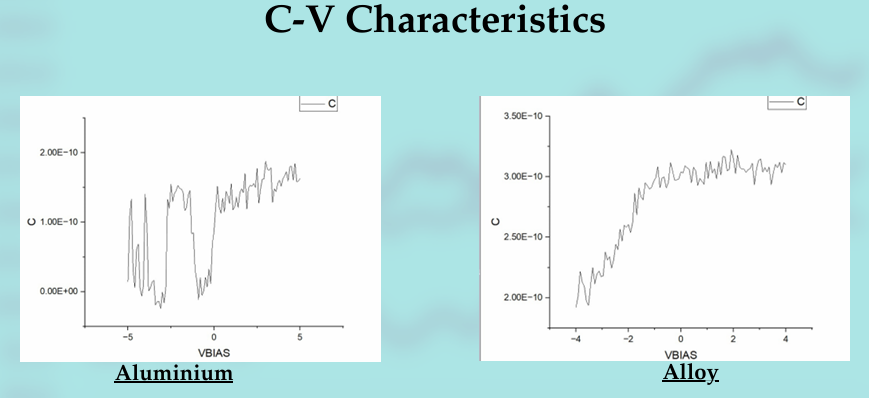 C-V Characteristics
C
2.00E-10
1.00E-10
0.00E+00
C
-5
0
5
VBIAS
Aluminium
C
3.50E-10
3.00E-10
2.50E-10
2.00E-10
C
-4
-2
0
2
4
VBIAS
Alloy